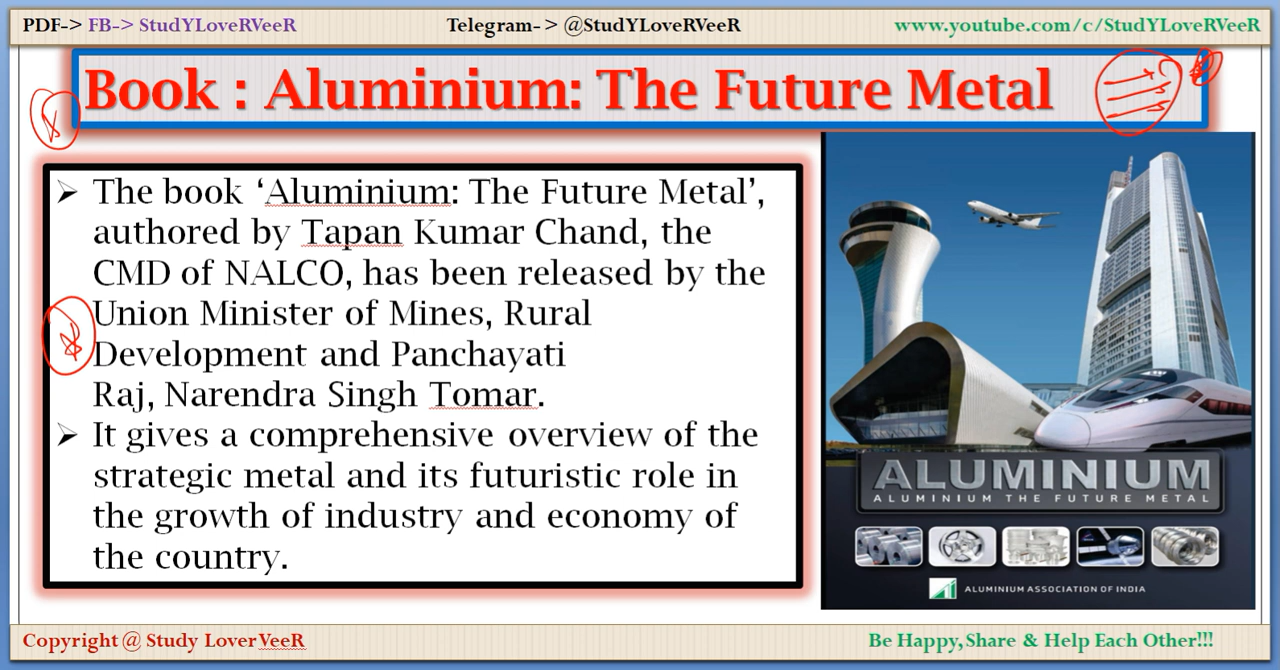 PDF-> FB-> StudYLoveRVeeR
Telegram- > @StudYLoveRVeeR
www.youtube.com/c/StudYLoveRVeeR
Book : Aluminium: The Future Metal
➢ The book ‘Aluminium: The Future Metal’,
authored by Tapan Kumar Chand, the
CMD of NALCO, has been released by the
Union Minister of Mines, Rural
Development and Panchayati
Raj, Narendra Singh Tomar.
➢ It gives a comprehensive overview of the
strategic metal and its futuristic role in
the growth of industry and economy of
the country.
ALUMINIUM
ALUMINIUM THE FUTURE METAL
ALUMINIUM ASSOCIATION OF INDIA
Copyright @ Study LoverVeeR
Be Happy,Share & Help Each Other!!!